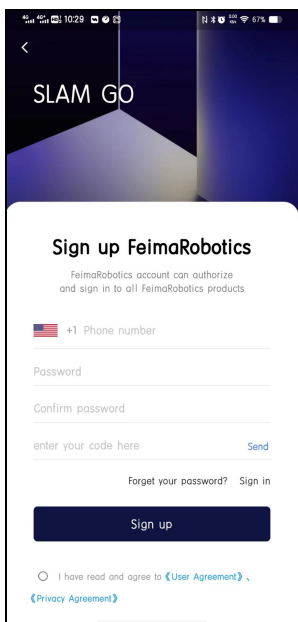 10:29 67%
SLAM GO
Sign up FeimaRobotics
FeimaRobotics account can authorize
and sign in to all FeimaRobotics products
+1 Phone number
Password
Confirm password
enter your code here Send
Forget your password? Sign in
Sign up
I have read and agree to 《User Agreement》、
《Privacy Agreement》